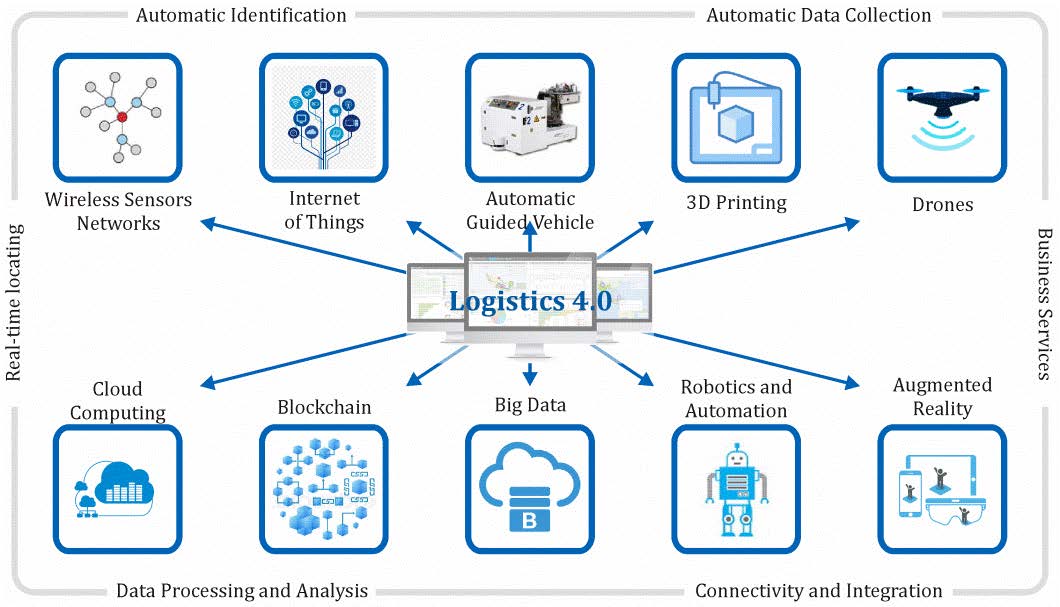 Automatic Identification
Automatic Data Collection
Wireless Sensors
Networks
Internet
of Things
Automatic
Guided Vehicle
3D Printing
Drones
Real-time locating
Logistics 4.0
Business Services
Cloud
Computing
Blockchain
Big Data
Robotics and
Automation
Augmented
Reality
B
Data Processing and Analysis
Connectivity and Integration